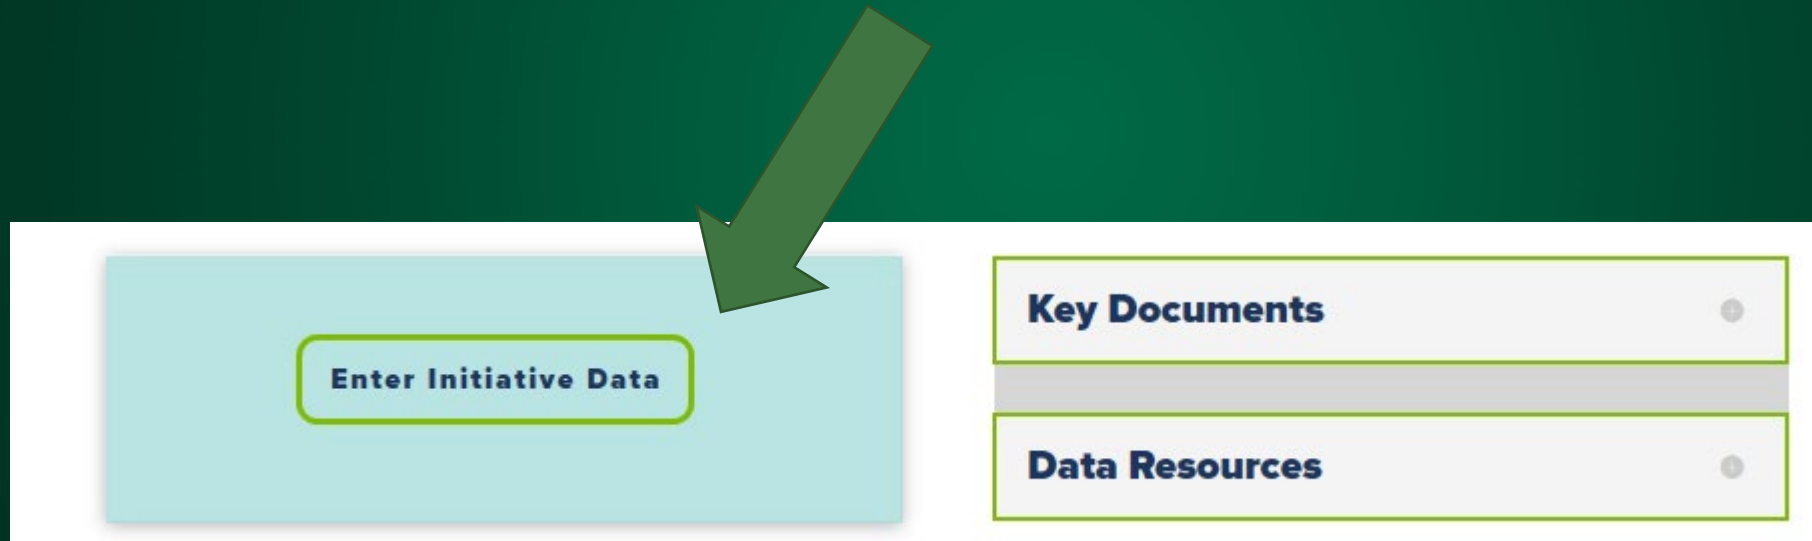 Enter Initiative Data
Key Documents
Data Resources